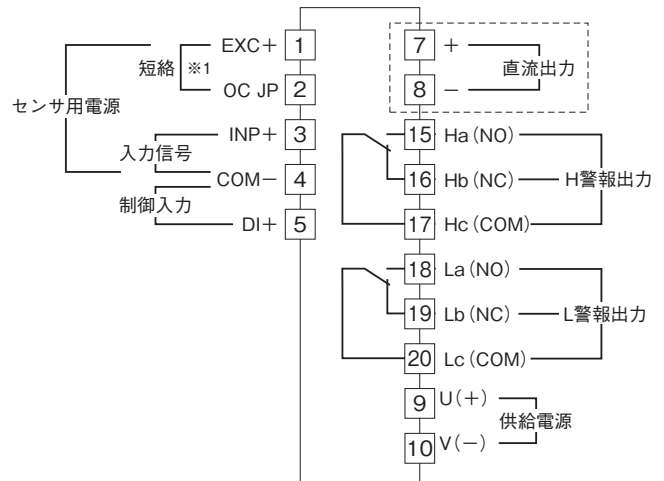 EXC+ 1
短絡 ※1
OC JP 2
センサ用電源
INP+ 3
入力信号
COM− 4
制御入力
DI+ 5
7 +
直流出力
8 −
15 Ha(NO)
16 Hb(NC) H警報出力
17 Hc(COM)
18 La(NO)
19 Lb(NC) L警報出力
20 Lc(COM)
9 U(+)
供給電源
10 V(−)